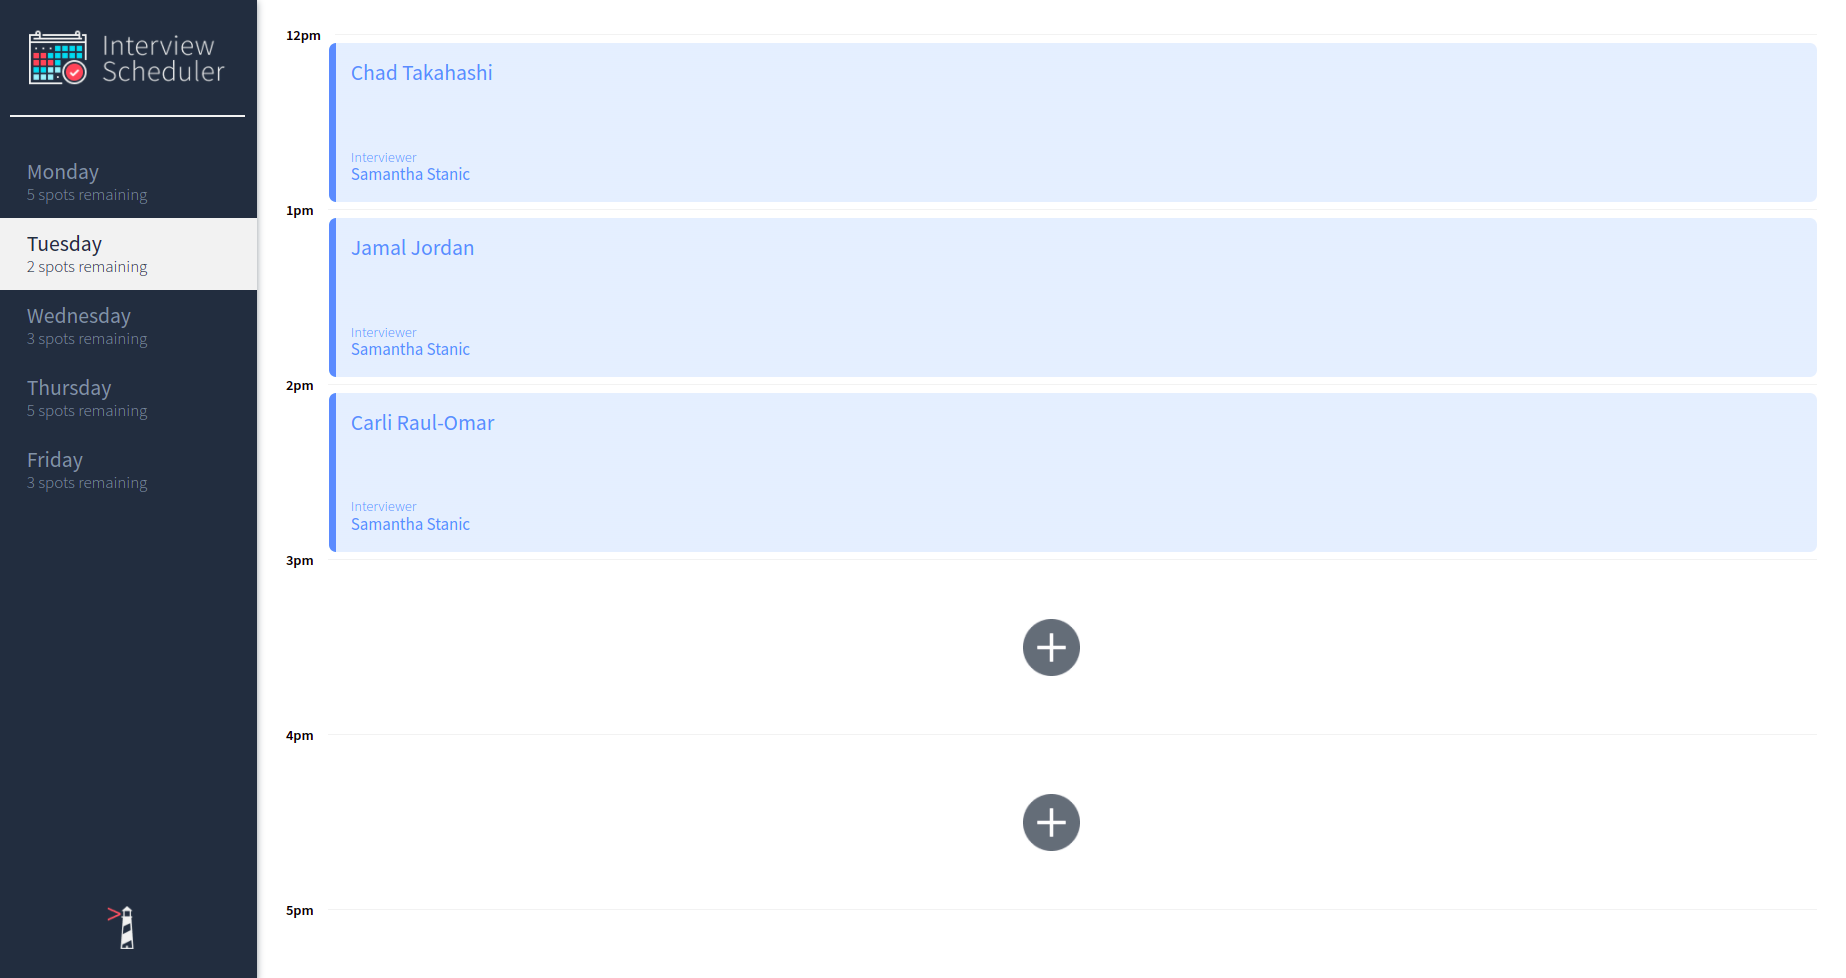 Interview
Scheduler
Monday
5 spots remaining
Tuesday
2 spots remaining
Wednesday
3 spots remaining
Thursday
5 spots remaining
Friday
3 spots remaining
12pm
Chad Takahashi
Interviewer
Samantha Stanic
1pm
Jamal Jordan
Interviewer
Samantha Stanic
2pm
Carli Raul-Omar
Interviewer
Samantha Stanic
3pm
4pm
5pm